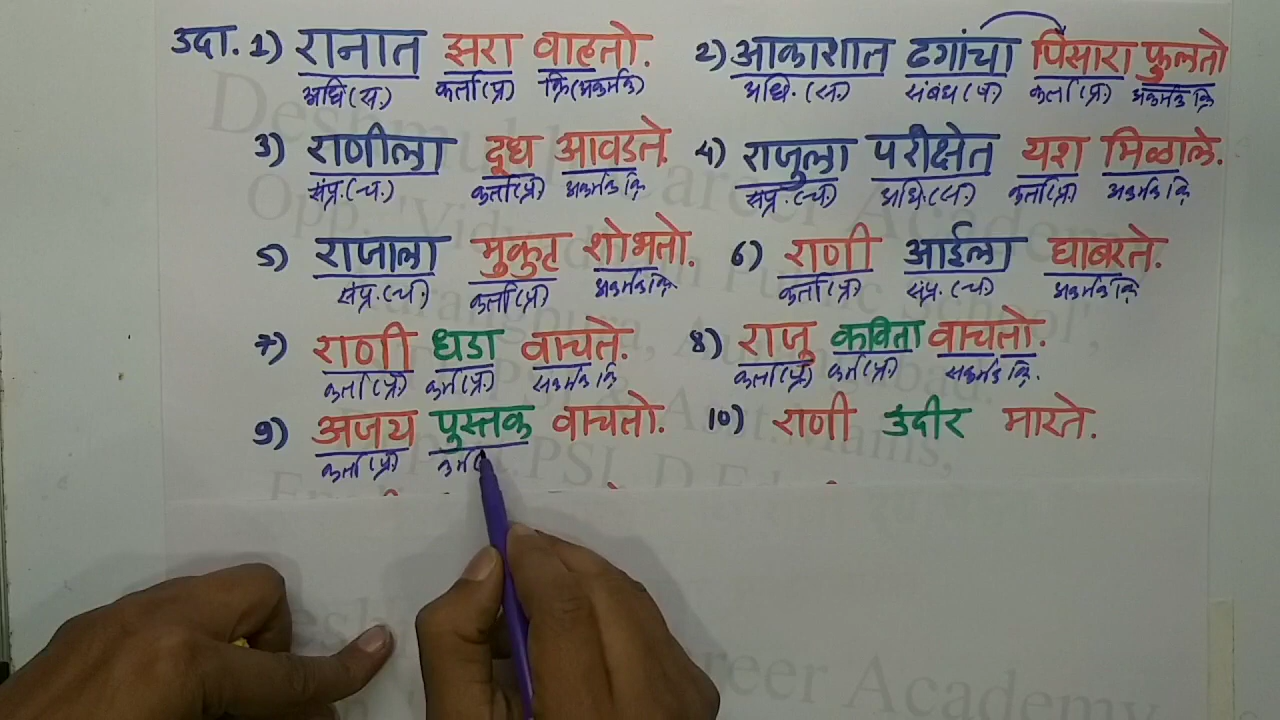 उदा. 1) रानात झरा वाहतो. 2) आकाशात ढगांचा पिसारा फुलतो
अधि.(स.) कर्ता(प्र.) क्रि(अकर्मक) अधि.(स.) संबंध(ष.) कर्ता(प्र.) अकर्मक क्रि
3) राणीला दूध आवडते. 4) राजुला परीक्षेत यश मिळाले.
संप्र.(च.) कर्ता(प्र) अकर्मक क्रि संप्र.(च.) अधि.(स.) कर्ता(प्र.) अकर्मक क्रि
5) राजाला मुकुट शोभतो. 6) राणी आईला घाबरते.
संप्र.(च.) कर्ता(प्र) अकर्मक क्रि कर्ता(प्र) संप्र.(च) अकर्मक क्रि
7) राणी धडा वाचते. 8) राजु कविता वाचतो.
कर्ता(प्र) कर्म(प्र.) सकर्मक क्रि कर्ता(प्र) कर्म(प्र.) सकर्मक क्रि.
9) अजय पुस्तक वाचतो. 10) राणी उंदीर मारते.
कर्ता(प्र) कर्म(